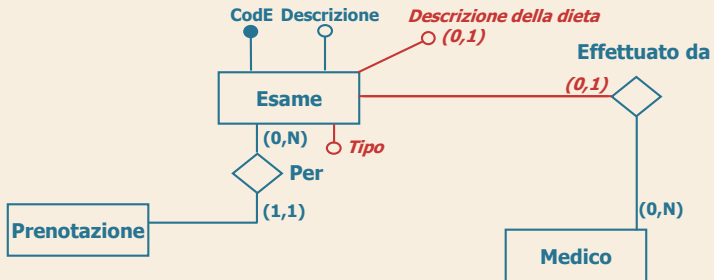 CodE Descrizione
Descrizione della dieta
(0,1)
Effettuato da
Esame
(0,1)
(0,N)
Tipo
Per
(1,1)
Prenotazione
(0,N)
Medico